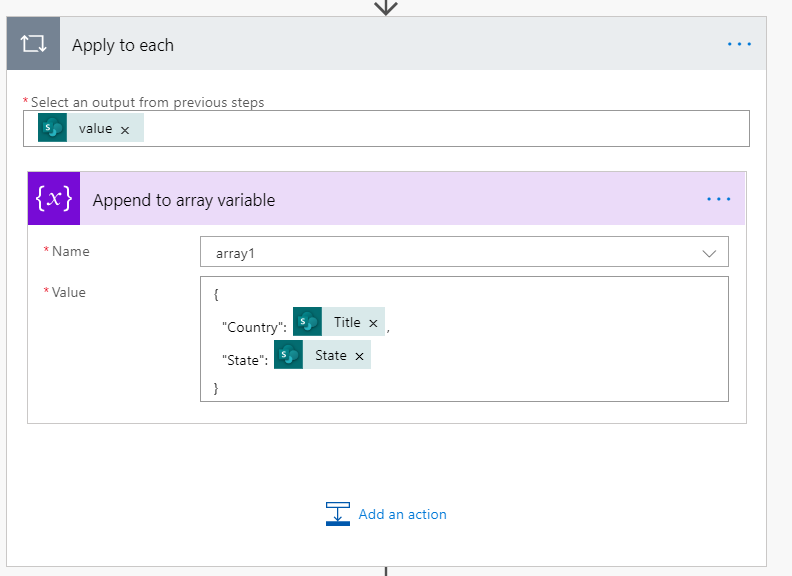 Apply to each
* Select an output from previous steps
S value ×
{x} Append to array variable
* Name array1
* Value {
"Country": S Title × ,
"State": S State ×
}
Add an action